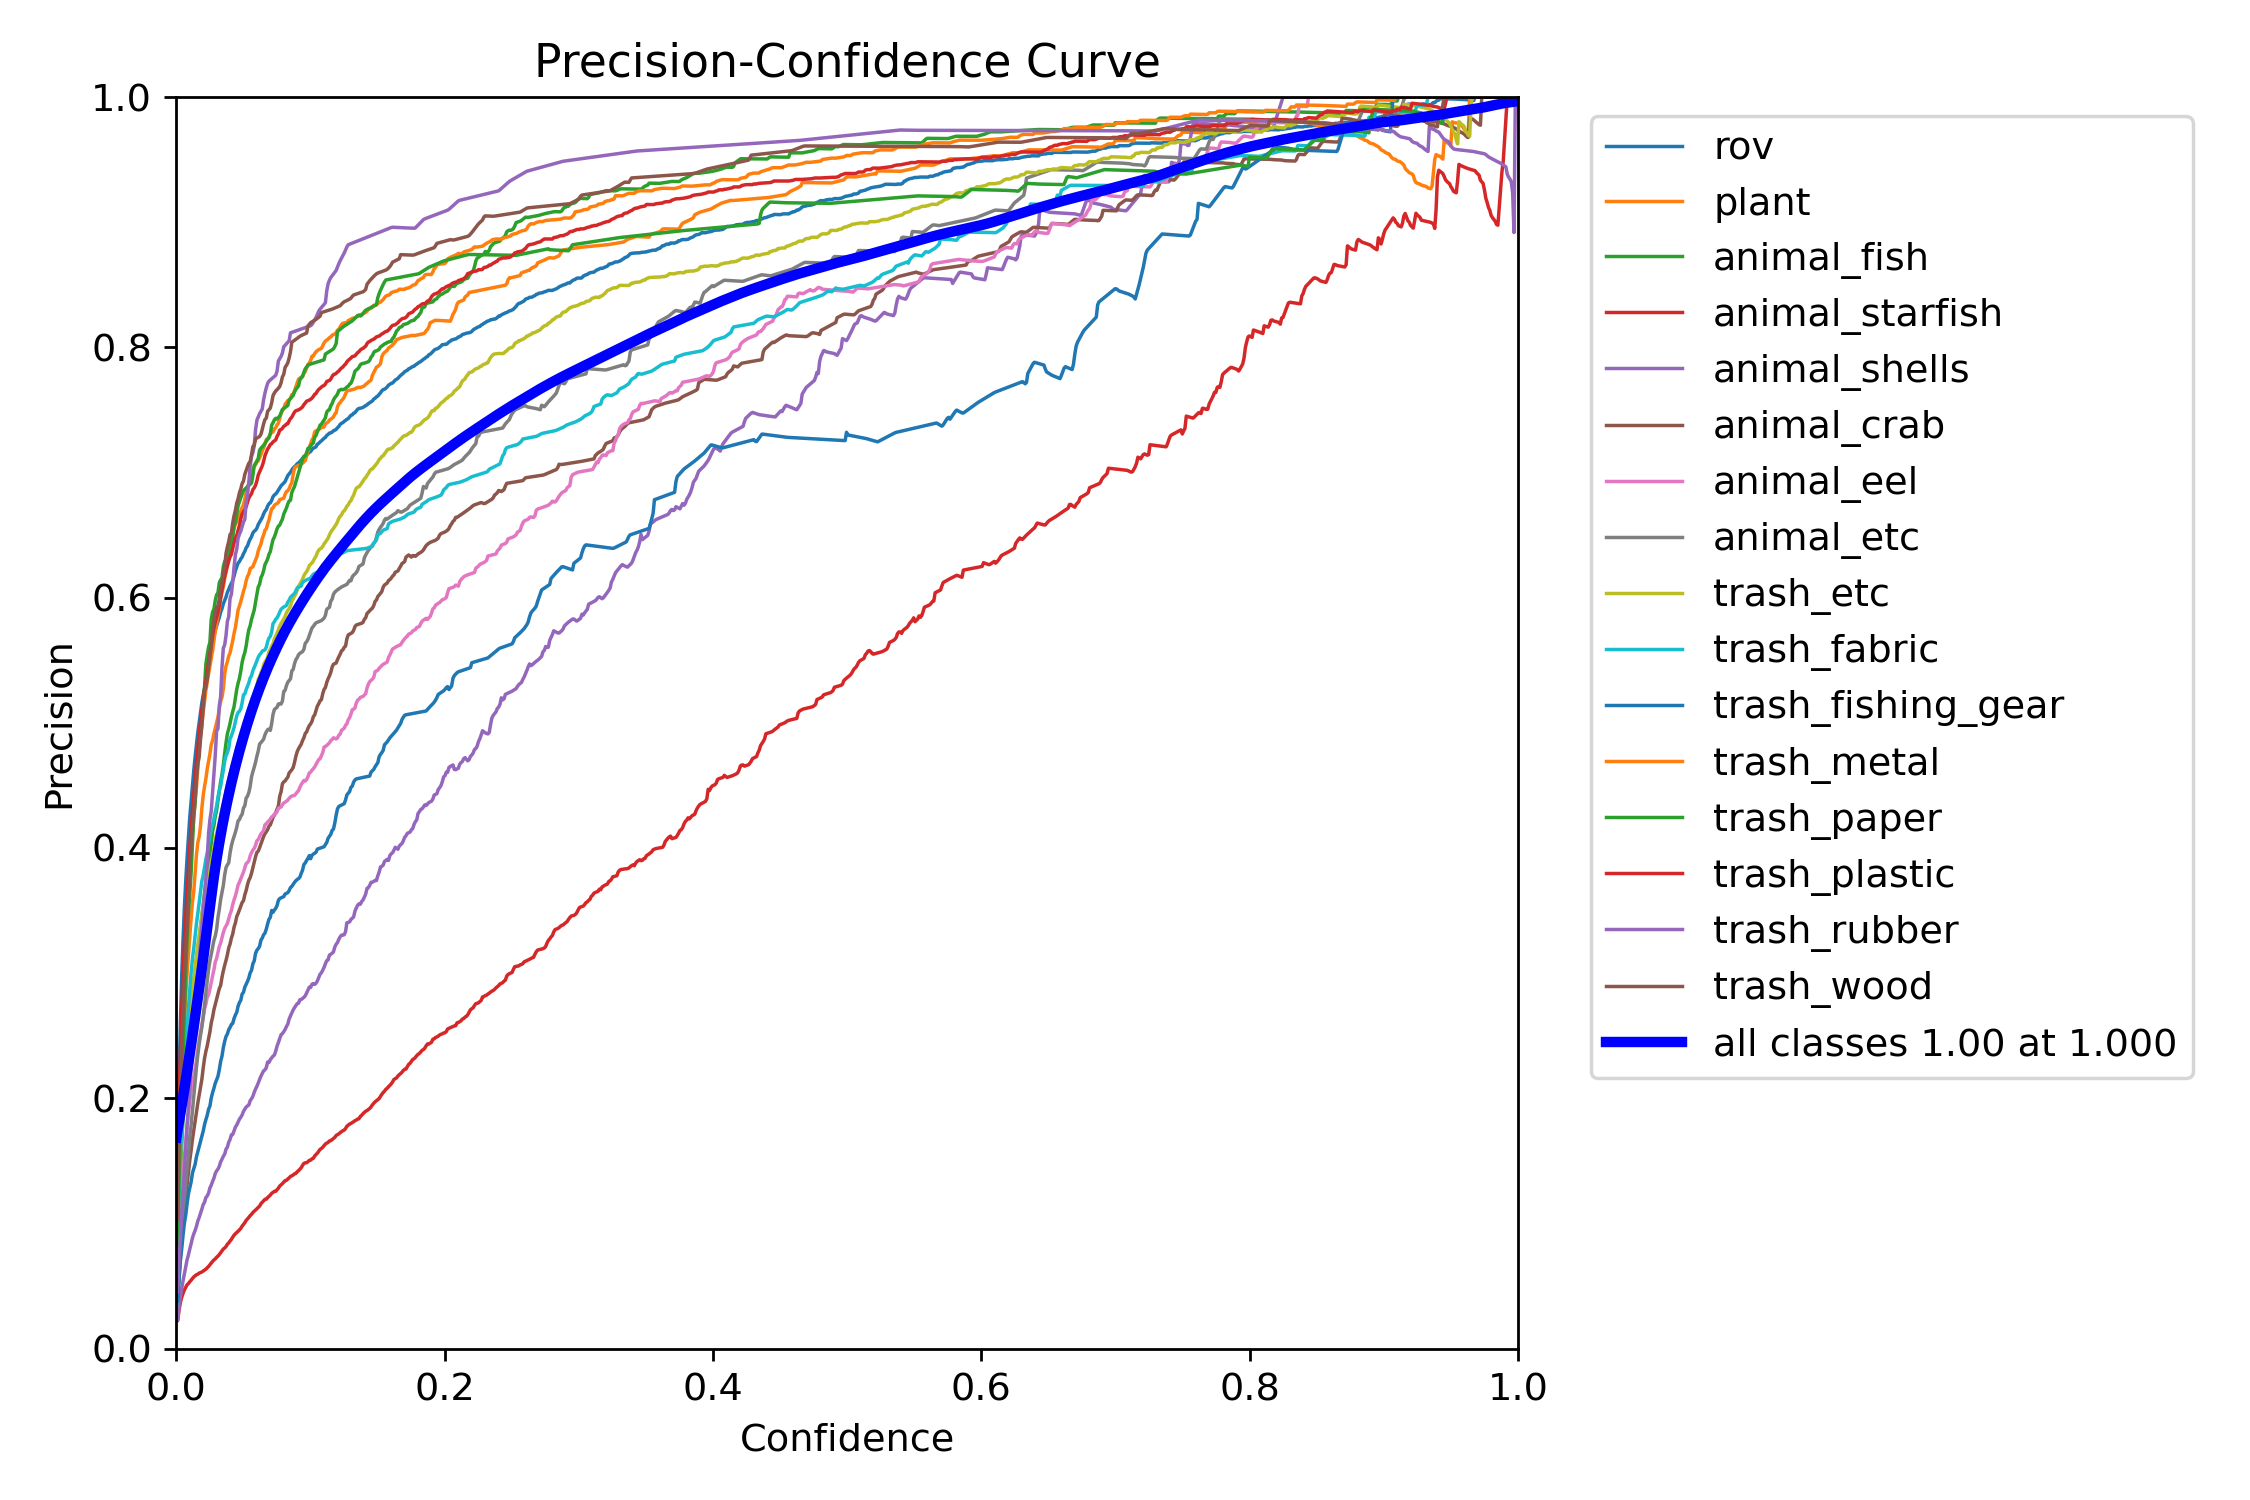 Precision-Confidence Curve
1.0
0.8
0.6
0.4
0.2
0.0
Precision
0.0 0.2 0.4 0.6 0.8 1.0
Confidence
rov
plant
animal_fish
animal_starfish
animal_shells
animal_crab
animal_eel
animal_etc
trash_etc
trash_fabric
trash_fishing_gear
trash_metal
trash_paper
trash_plastic
trash_rubber
trash_wood
all classes 1.00 at 1.000